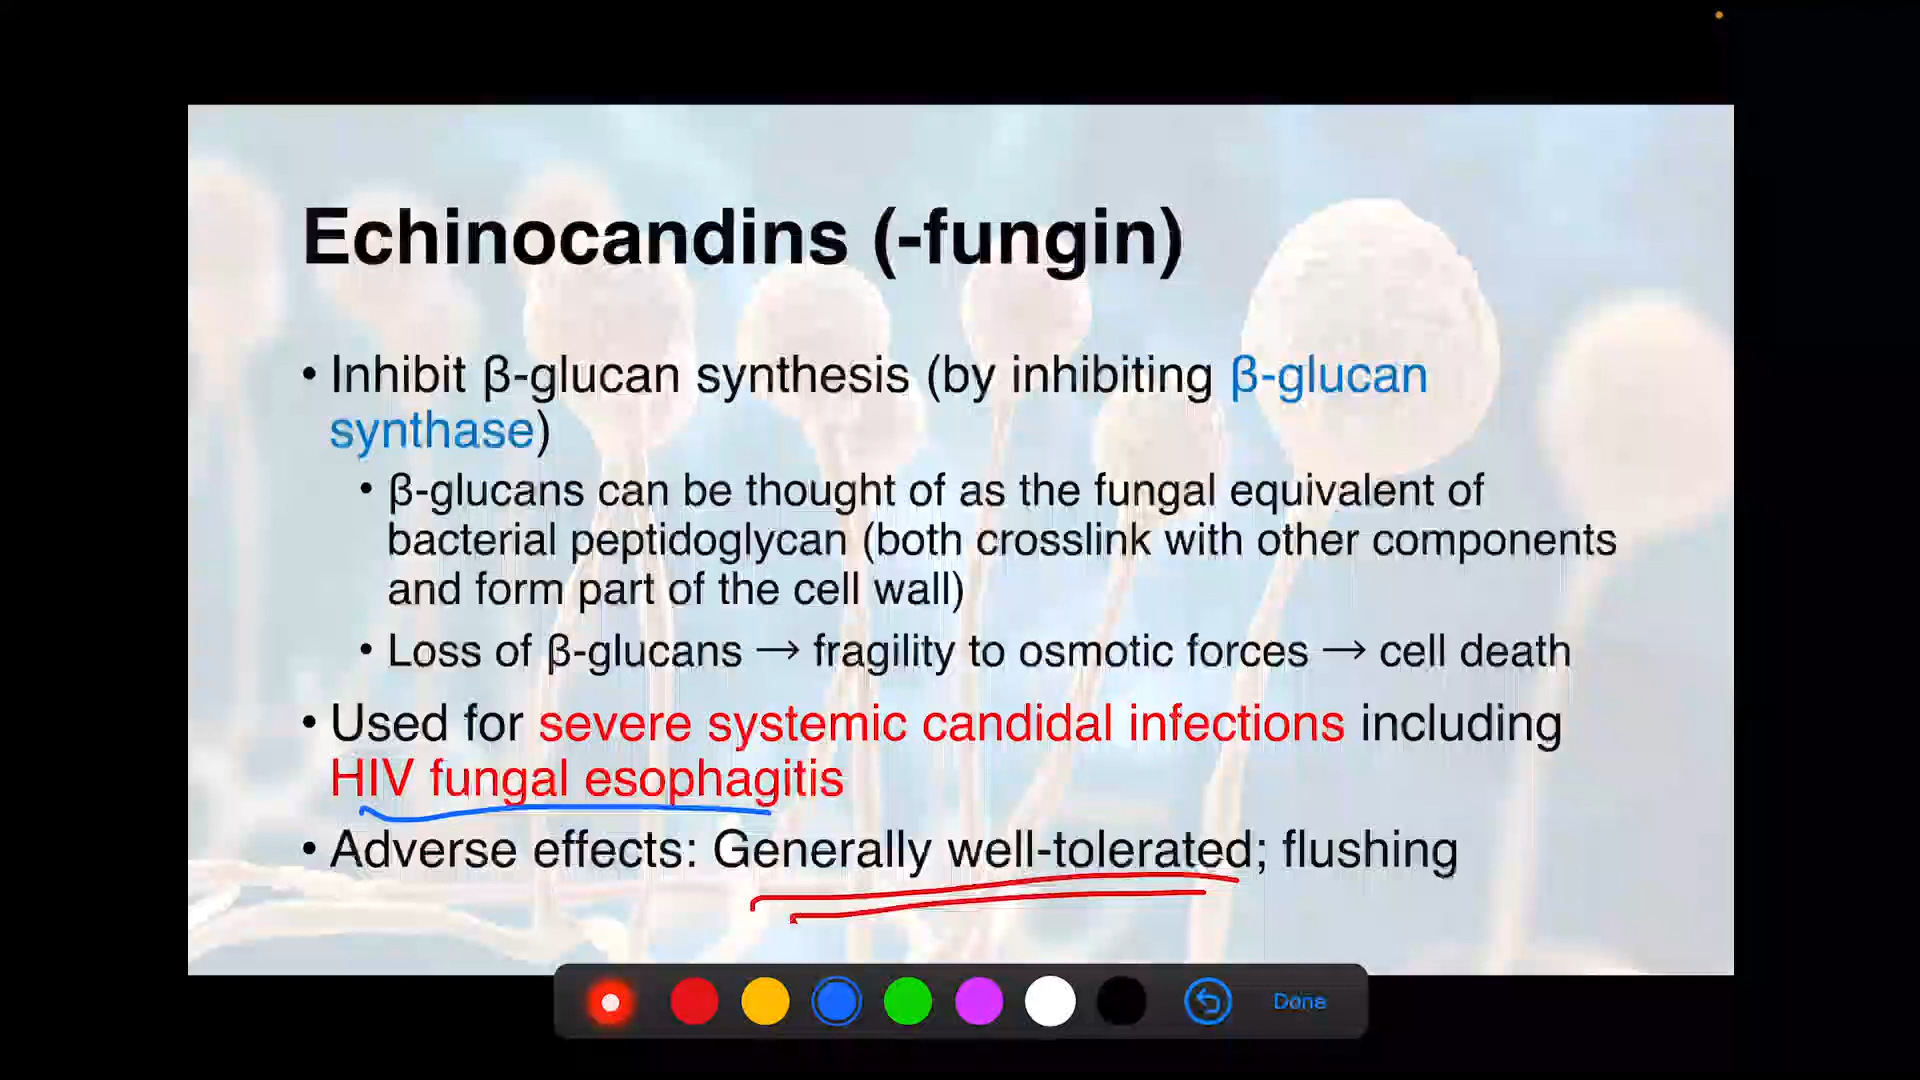 Echinocandins (-fungin)
• Inhibit β-glucan synthesis (by inhibiting β-glucan
synthase)
• β-glucans can be thought of as the fungal equivalent of
bacterial peptidoglycan (both crosslink with other components
and form part of the cell wall)
• Loss of β-glucans → fragility to osmotic forces → cell death
• Used for severe systemic candidal infections including
HIV fungal esophagitis
• Adverse effects: Generally well-tolerated; flushing
Done